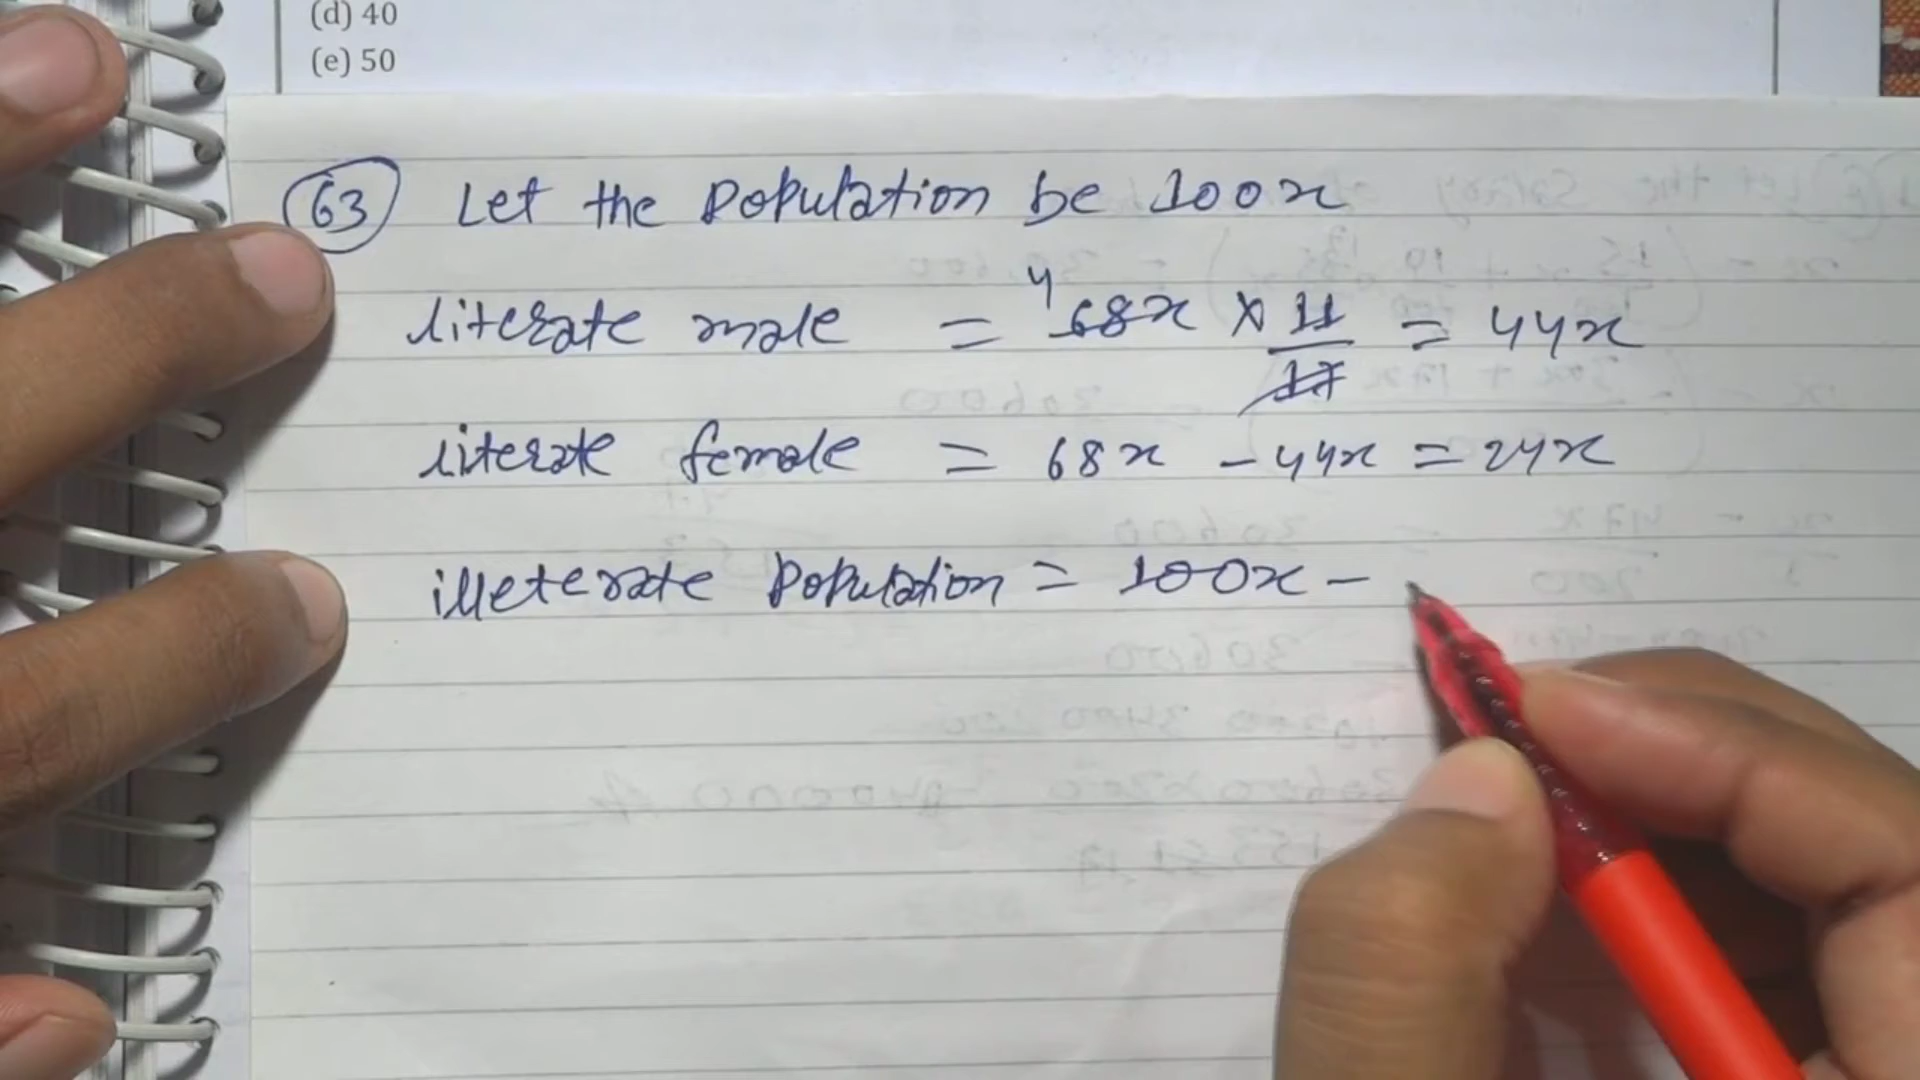 (d) 40
(e) 50
63 Let the Population be 100x
literate male = 4 68x × 11/17 = 44x
literate female = 68x - 44x = 24x
illeterate Population = 100x -